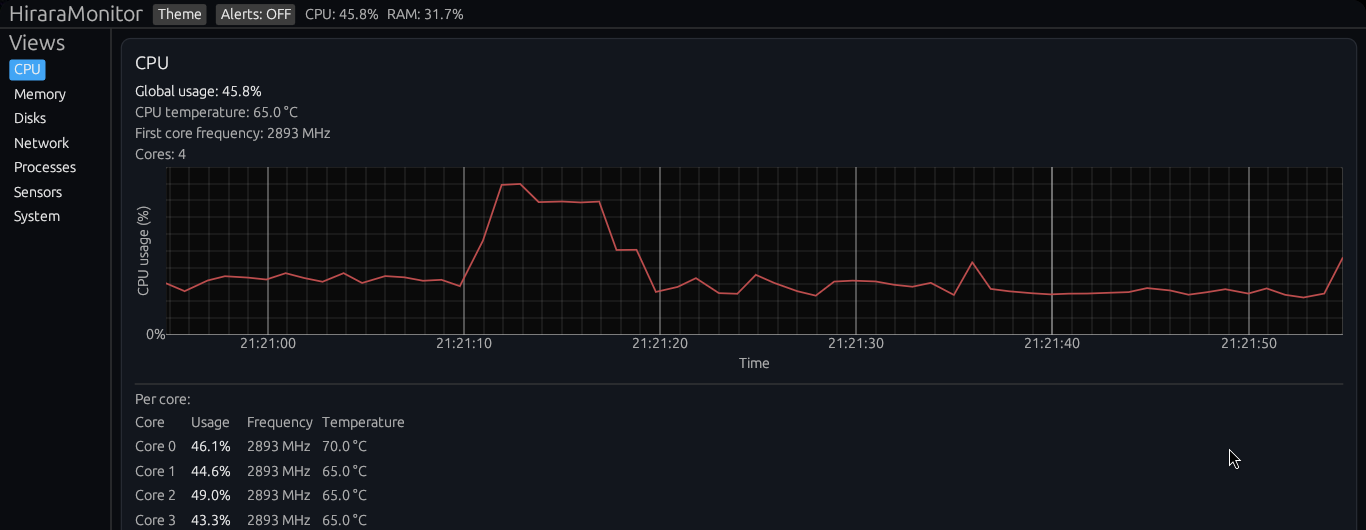 HiraraMonitor Theme Alerts: OFF CPU: 45.8% RAM: 31.7%
Views
CPU
Memory
Disks
Network
Processes
Sensors
System
CPU
Global usage: 45.8%
CPU temperature: 65.0°C
First core frequency: 2893 MHz
Cores: 4
CPU usage (%)
0%
21:21:00 21:21:10 21:21:20 21:21:30 21:21:40 21:21:50
Time
Per core:
Core Usage Frequency Temperature
Core 0 46.1% 2893 MHz 70.0°C
Core 1 44.6% 2893 MHz 65.0°C
Core 2 49.0% 2893 MHz 65.0°C
Core 3 43.3% 2893 MHz 65.0°C